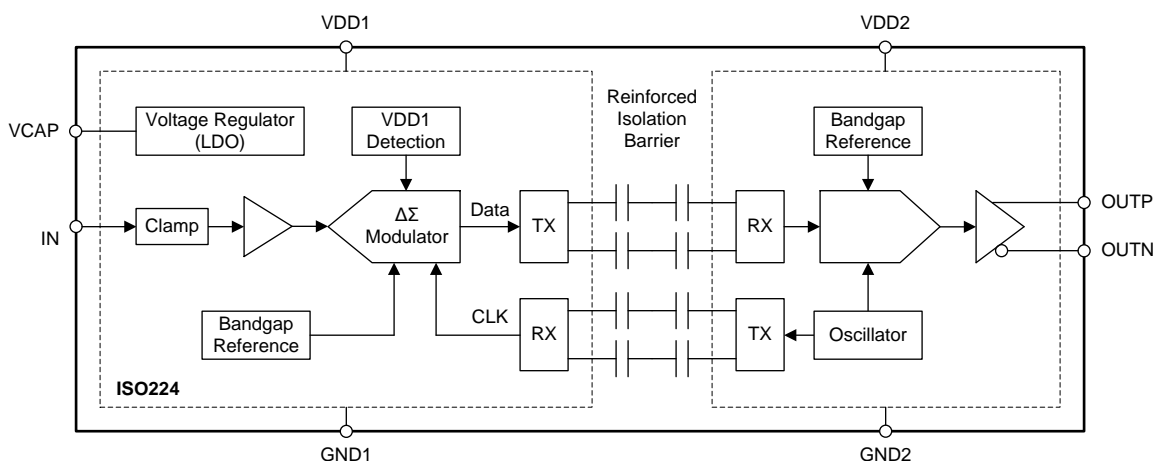 VDD1
VDD2
VCAP
Voltage Regulator
(LDO)
VDD1
Detection
Reinforced
Isolation
Barrier
Bandgap
Reference
IN
Clamp
ΔΣ
Modulator
Data
TX
RX
OUTP
OUTN
Bandgap
Reference
CLK
RX
TX
Oscillator
ISO224
GND1
GND2